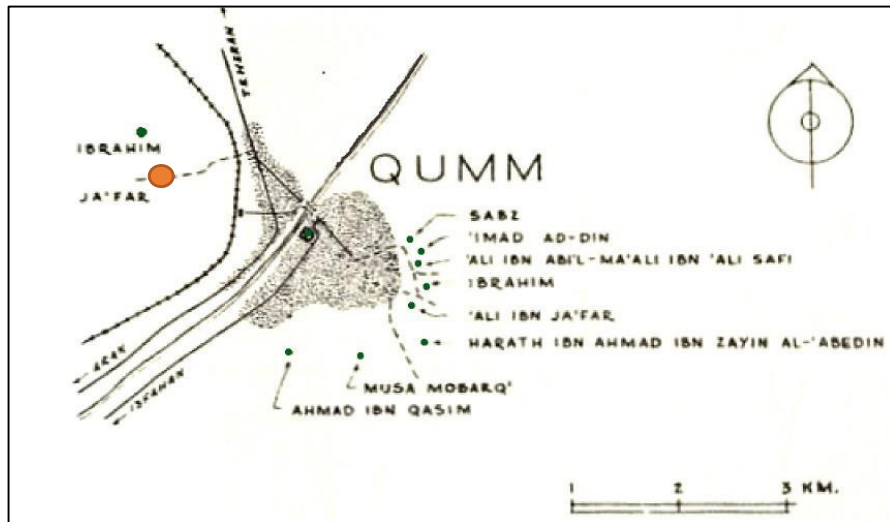 TEHERAN
IBRAHIM
JA'FAR
QUMM
SABZ
'IMAD AD-DIN
'ALI IBN ABI'L-MA'ALI IBN 'ALI SAFI
IBRAHIM
'ALI IBN JA'FAR
HARATH IBN AHMAD IBN ZAYIN AL-'ABEDIN
MUSA MOBARQ'
AHMAD IBN QASIM
ARAK
ISFAHAN
1 2 3 KM.